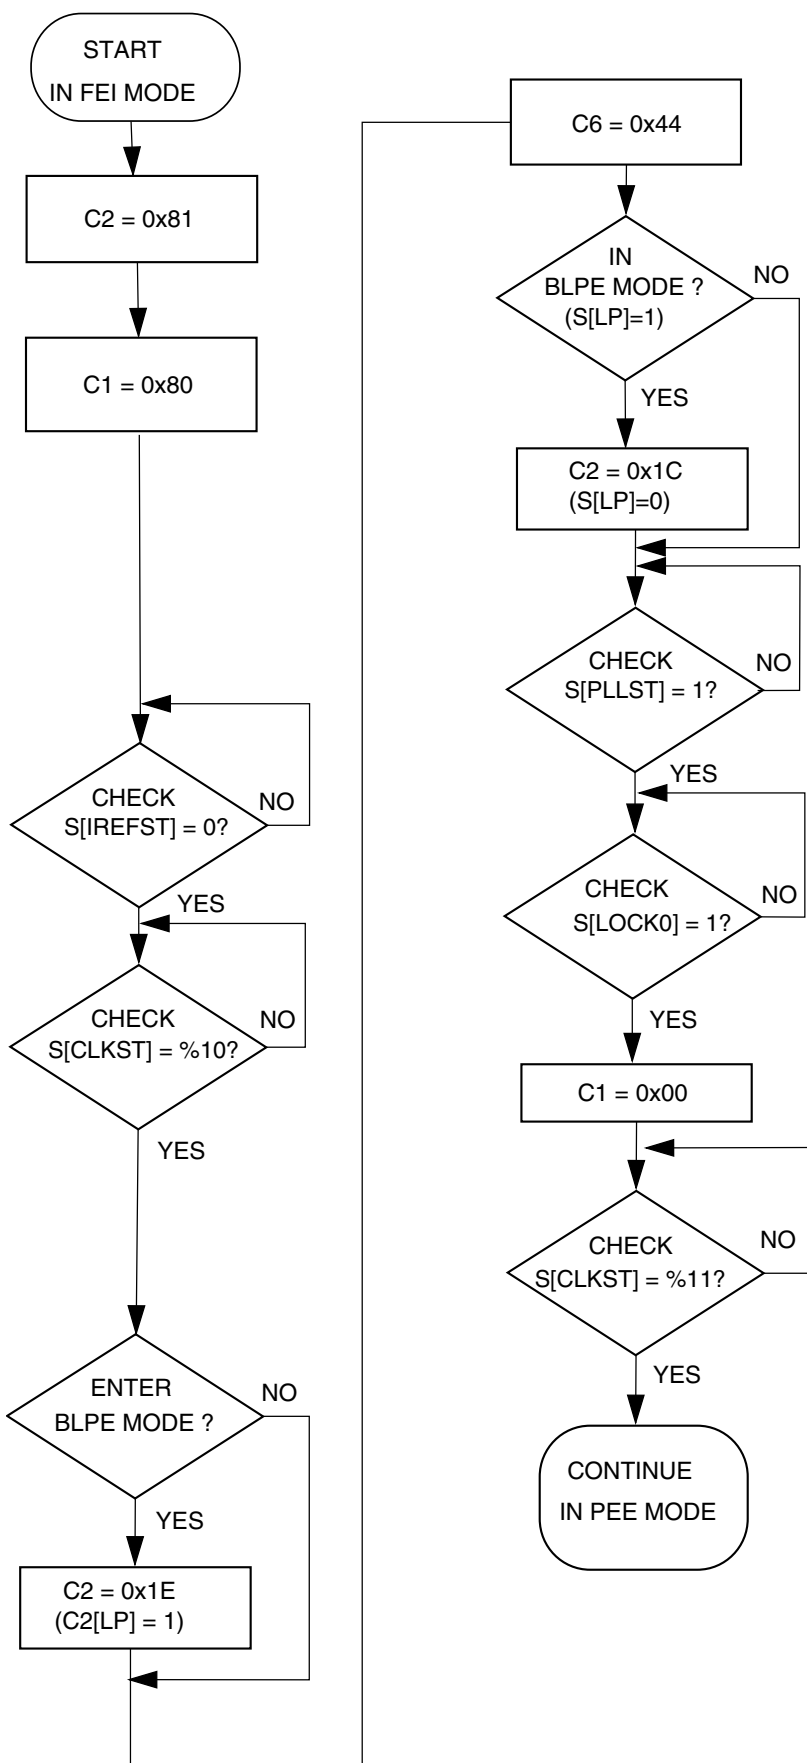 START
IN FEI MODE
C2 = 0x81
C1 = 0x80
CHECK
S[IREFST] = 0?
NO
YES
CHECK
S[CLKST] = %10?
NO
YES
ENTER
BLPE MODE ?
NO
YES
C2 = 0x1E
(C2[LP] = 1)
C6 = 0x44
IN
BLPE MODE ?
(S[LP]=1)
NO
YES
C2 = 0x1C
(S[LP]=0)
CHECK
S[PLLST] = 1?
NO
YES
CHECK
S[LOCK0] = 1?
NO
YES
C1 = 0x00
CHECK
S[CLKST] = %11?
NO
YES
CONTINUE
IN PEE MODE